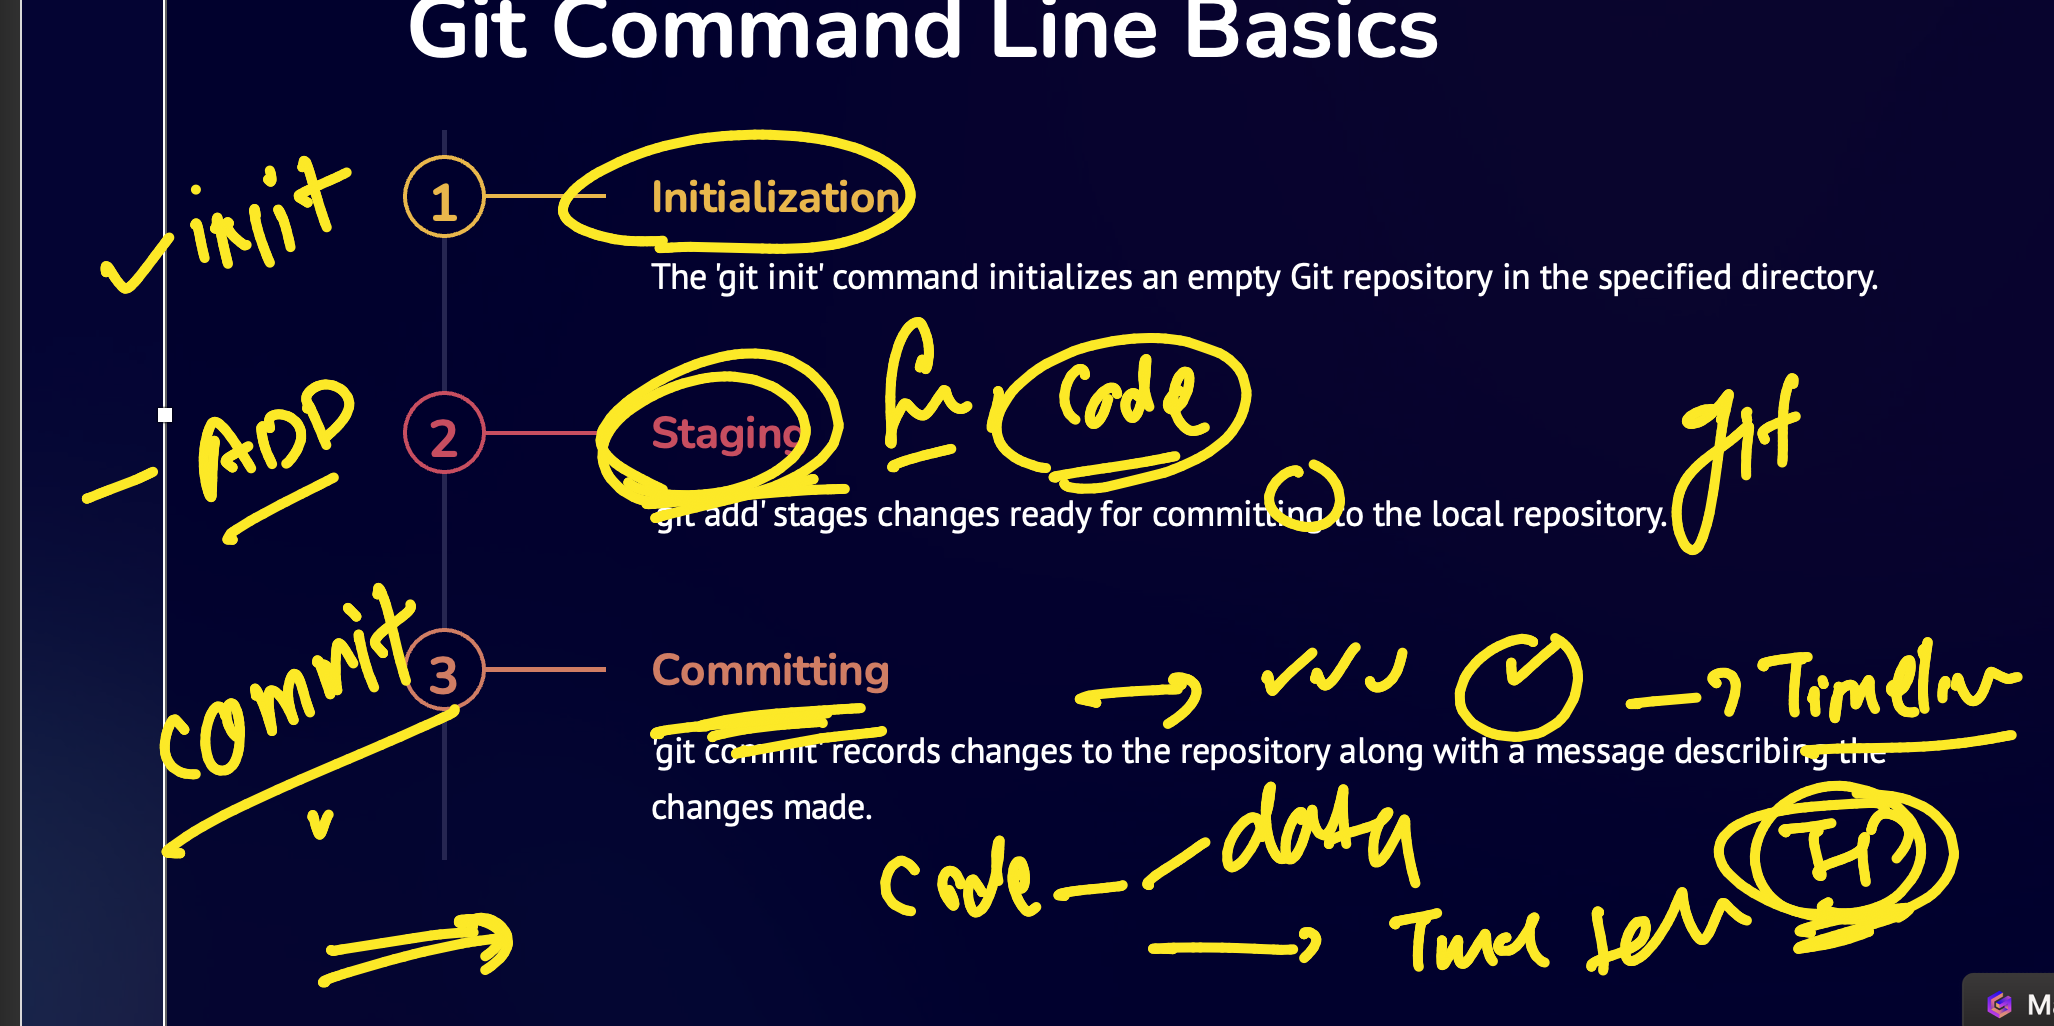 Git Command Line Basics
init
1
Initialization
The 'git init' command initializes an empty Git repository in the specified directory.
ADD
2
Staging
code
git
'git add' stages changes ready for committing to the local repository.
commit
3
Committing
Timeline
'git commit' records changes to the repository along with a message describing the
changes made.
code
data